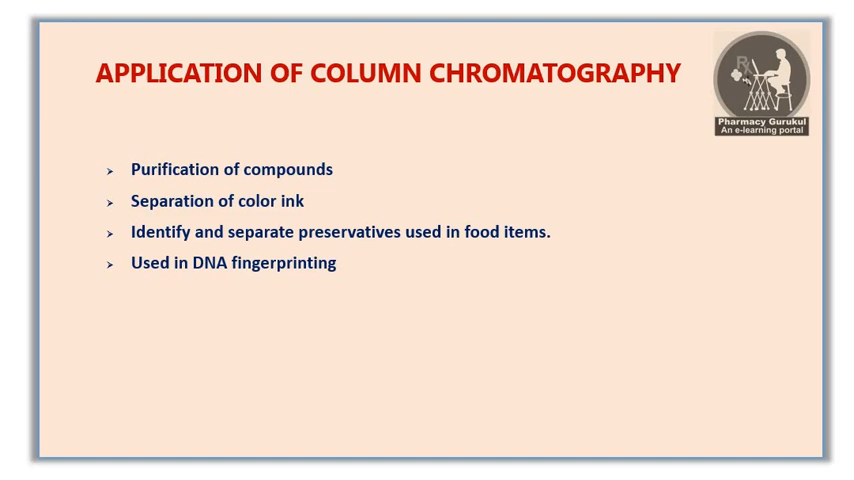 APPLICATION OF COLUMN CHROMATOGRAPHY
Rx
Pharmacy Gurukul
An e-learning portal
Purification of compounds
Separation of color ink
Identify and separate preservatives used in food items.
Used in DNA fingerprinting